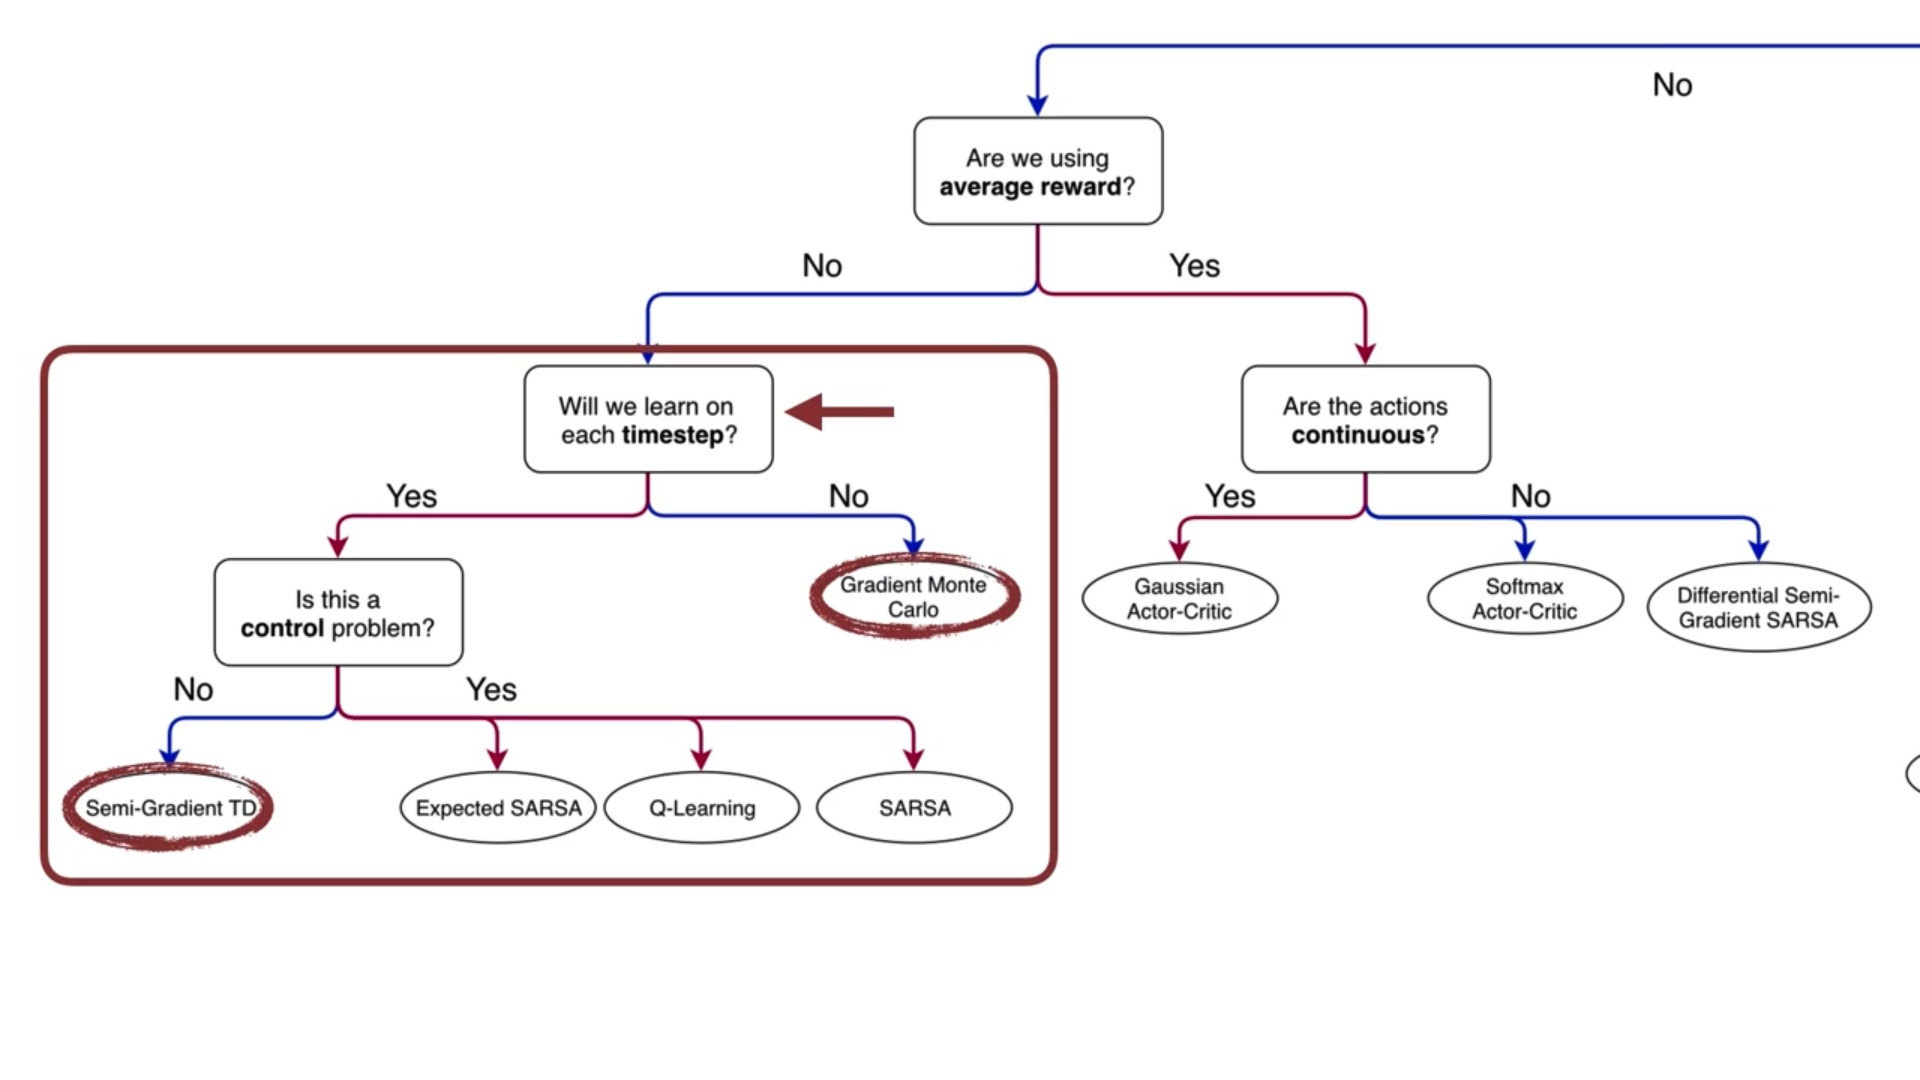 No
Are we using
average reward?
No
Yes
Will we learn on
each timestep?
Are the actions
continuous?
Yes
No
Yes
No
Is this a
control problem?
Gradient Monte
Carlo
Gaussian
Actor-Critic
Softmax
Actor-Critic
Differential Semi-
Gradient SARSA
No
Yes
Semi-Gradient TD
Expected SARSA
Q-Learning
SARSA